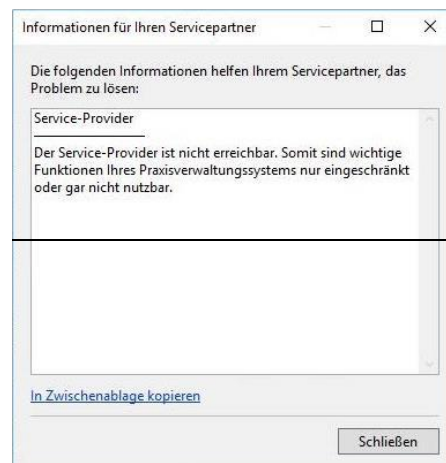 Informationen für Ihren Servicepartner
Die folgenden Informationen helfen Ihrem Servicepartner, das
Problem zu lösen:
Service-Provider
Der Service-Provider ist nicht erreichbar. Somit sind wichtige
Funktionen Ihres Praxisverwaltungssystems nur eingeschränkt
oder gar nicht nutzbar.
In Zwischenablage kopieren
Schließen